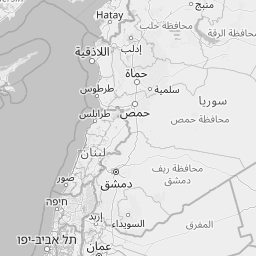 منبج
Hatay
محافظة حلب
إدلب
محافظة الرقة
اللاذقية
حماة
سلمية
طرطوس
سوريا
حمص
طرابلس
محافظة حمص
لبنان
محافظة ريف
دمشق
دمشق
صور
חיפה
إربد
السويداء
المفرق
תל אביב-יפו
عمان